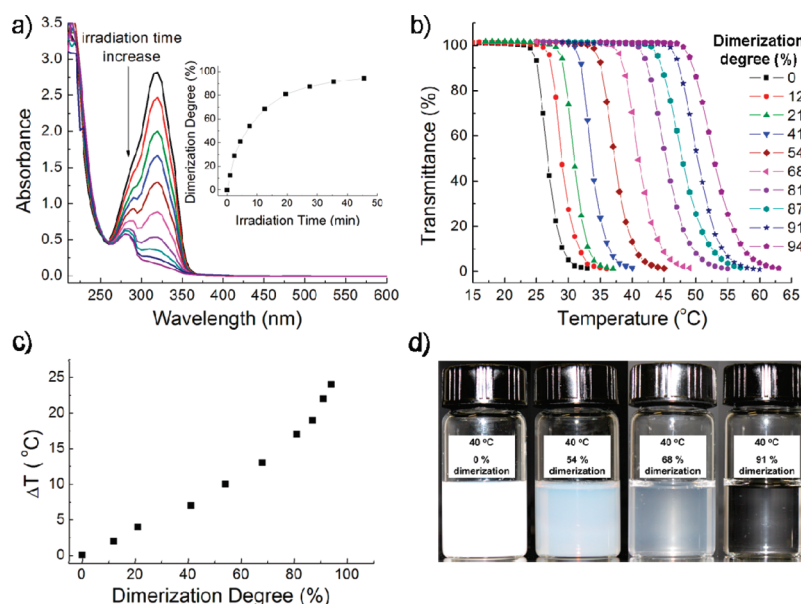 a)
irradiation time
increase
Absorbance
3.5
3.0
2.5
2.0
1.5
1.0
0.5
0.0
250 300 350 400 450 500 550 600
Wavelength (nm)
Dimerization Degree (%)
100
80
60
40
20
0
0 10 20 30 40 50
Irradiation Time (min)
b)
Transmittance (%)
100
80
60
40
20
0
15 20 25 30 35 40 45 50 55 60 65
Temperature (°C)
Dimerization
degree (%)
0
12
21
41
54
68
81
87
91
94
c)
ΔT (°C)
25
20
15
10
5
0
0 20 40 60 80 100
Dimerization Degree (%)
d)
40 °C
0 %
dimerization
40 °C
54 %
dimerization
40 °C
68 %
dimerization
40 °C
91 %
dimerization